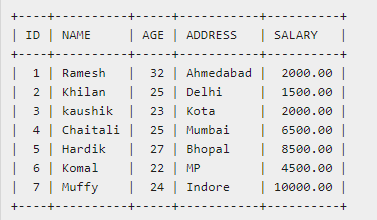 +----+----------+-----+-----------+----------+
| ID | NAME     | AGE | ADDRESS   | SALARY   |
+----+----------+-----+-----------+----------+
|  1 | Ramesh   |  32 | Ahmedabad |  2000.00 |
|  2 | Khilan   |  25 | Delhi     |  1500.00 |
|  3 | kaushik  |  23 | Kota      |  2000.00 |
|  4 | Chaitali |  25 | Mumbai    |  6500.00 |
|  5 | Hardik   |  27 | Bhopal    |  8500.00 |
|  6 | Komal    |  22 | MP        |  4500.00 |
|  7 | Muffy    |  24 | Indore    | 10000.00 |
+----+----------+-----+-----------+----------+